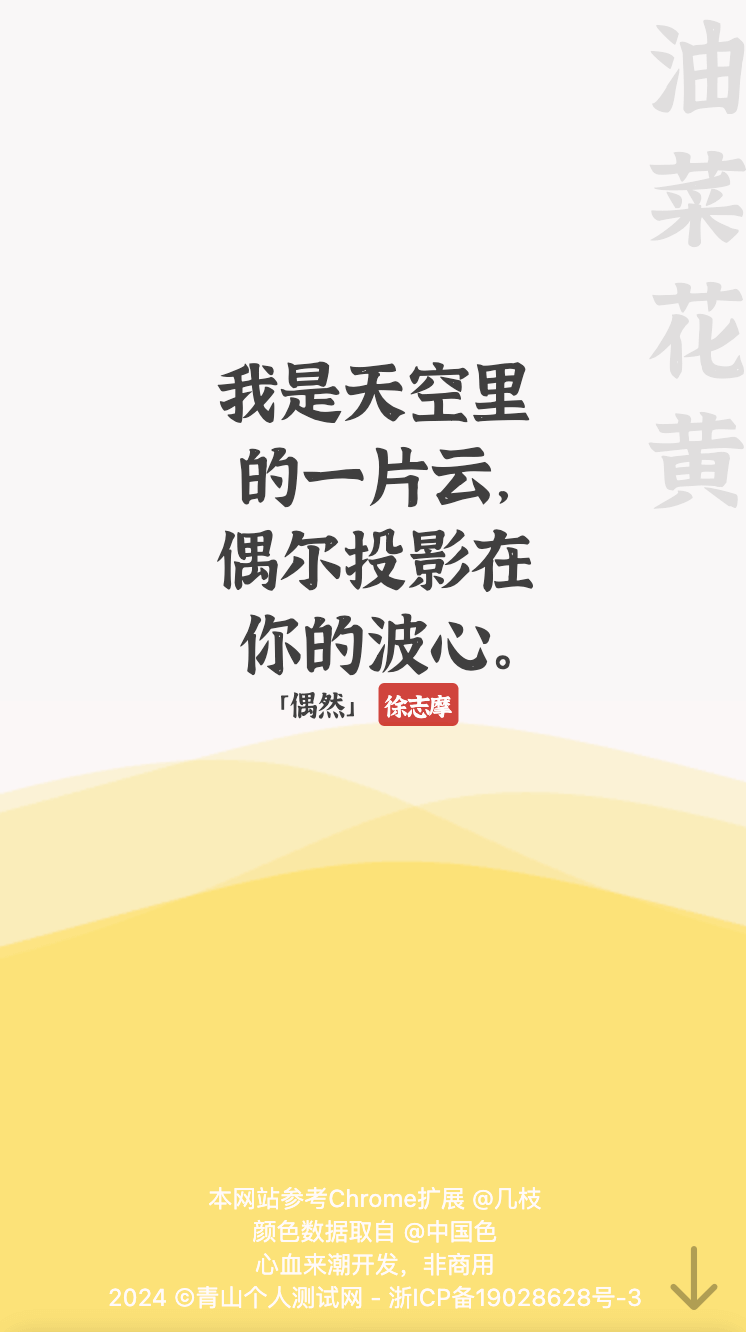 油菜花黄
我是天空里
的一片云，
偶尔投影在
你的波心。
「偶然」 徐志摩
本网站参考Chrome扩展 @几枝
颜色数据取自 @中国色
心血来潮开发，非商用
2024 ©青山个人测试网 - 浙ICP备19028628号-3